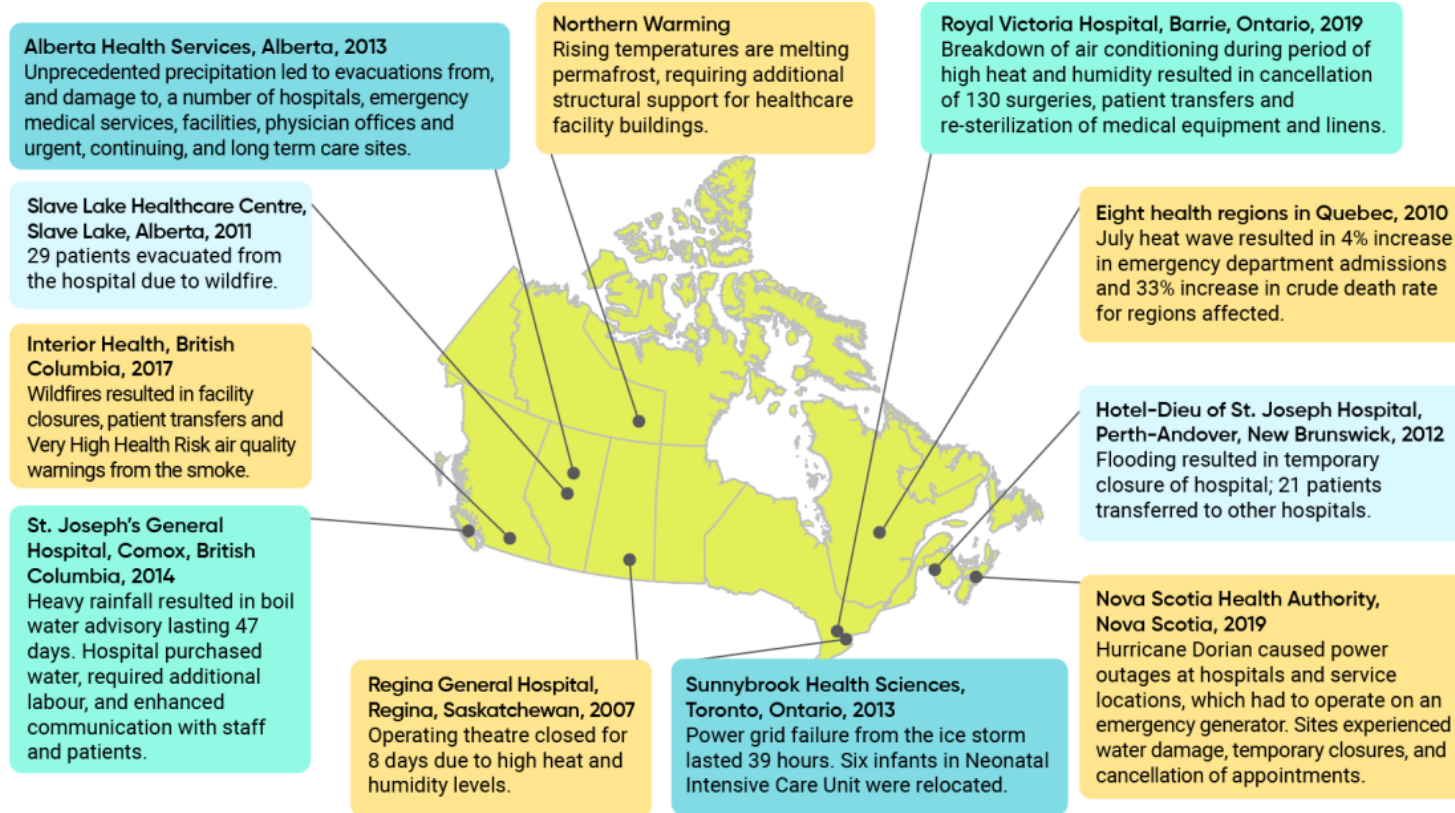 Alberta Health Services, Alberta, 2013
Unprecedented precipitation led to evacuations from,
and damage to, a number of hospitals, emergency
medical services, facilities, physician offices and
urgent, continuing, and long term care sites.
Northern Warming
Rising temperatures are melting
permafrost, requiring additional
structural support for healthcare
facility buildings.
Royal Victoria Hospital, Barrie, Ontario, 2019
Breakdown of air conditioning during period of
high heat and humidity resulted in cancellation
of 130 surgeries, patient transfers and
re-sterilization of medical equipment and linens.
Slave Lake Healthcare Centre,
Slave Lake, Alberta, 2011
29 patients evacuated from
the hospital due to wildfire.
Eight health regions in Quebec, 2010
July heat wave resulted in 4% increase
in emergency department admissions
and 33% increase in crude death rate
for regions affected.
Interior Health, British
Columbia, 2017
Wildfires resulted in facility
closures, patient transfers and
Very High Health Risk air quality
warnings from the smoke.
Hotel-Dieu of St. Joseph Hospital,
Perth-Andover, New Brunswick, 2012
Flooding resulted in temporary
closure of hospital; 21 patients
transferred to other hospitals.
St. Joseph's General
Hospital, Comox, British
Columbia, 2014
Heavy rainfall resulted in boil
water advisory lasting 47
days. Hospital purchased
water, required additional
labour, and enhanced
communication with staff
and patients.
Regina General Hospital,
Regina, Saskatchewan, 2007
Operating theatre closed for
8 days due to high heat and
humidity levels.
Sunnybrook Health Sciences,
Toronto, Ontario, 2013
Power grid failure from the ice storm
lasted 39 hours. Six infants in Neonatal
Intensive Care Unit were relocated.
Nova Scotia Health Authority,
Nova Scotia, 2019
Hurricane Dorian caused power
outages at hospitals and service
locations, which had to operate on an
emergency generator. Sites experienced
water damage, temporary closures, and
cancellation of appointments.